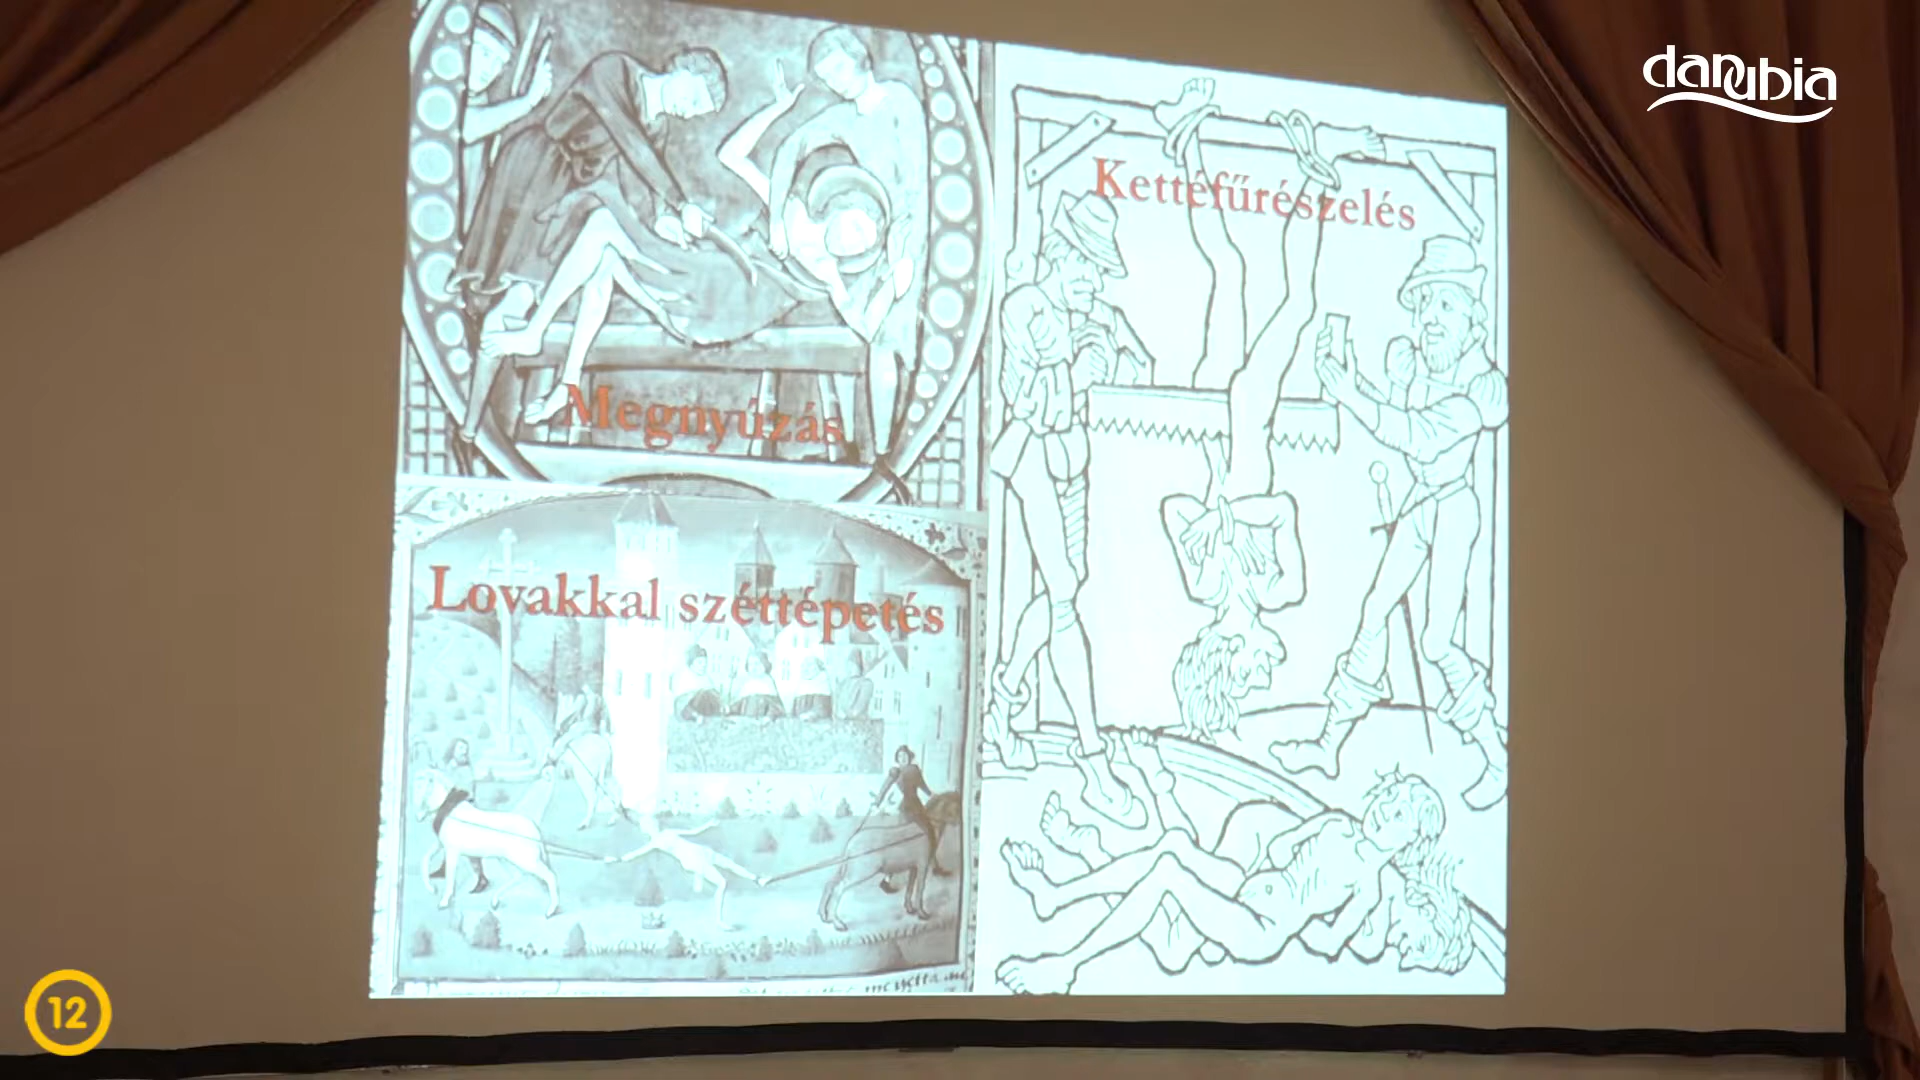 danubia
Megnyúzás
Kettéfűrészelés
Lovakkal széttépetés
12